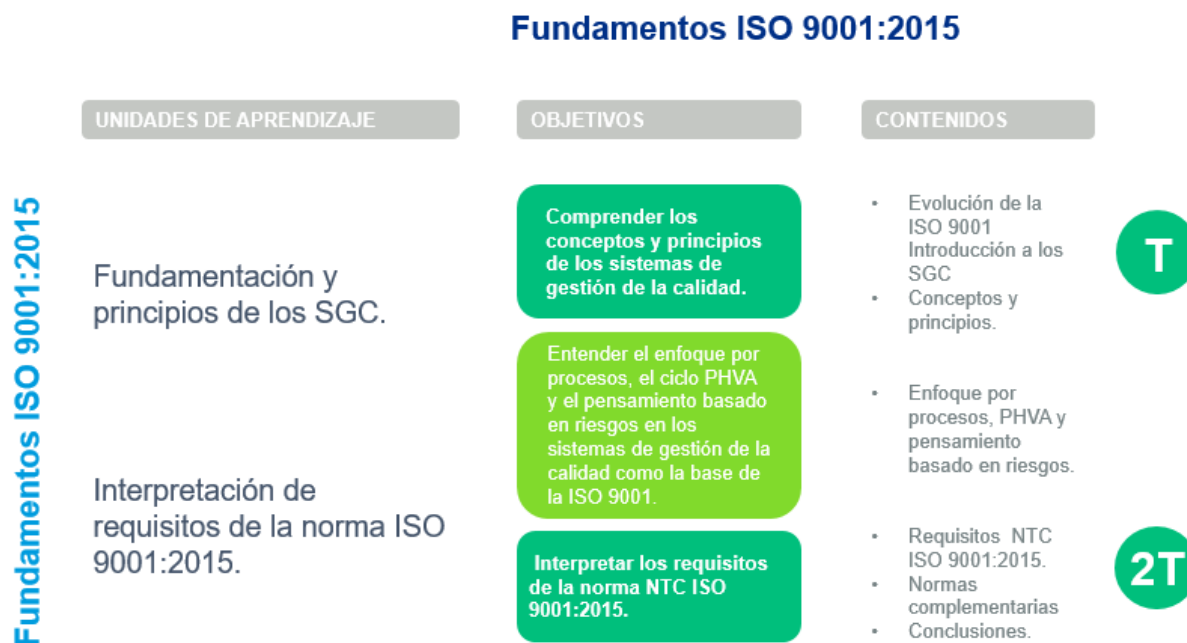 Fundamentos ISO 9001:2015
UNIDADES DE APRENDIZAJE
OBJETIVOS
CONTENIDOS
Fundamentos ISO 9001:2015
Fundamentación y
principios de los SGC.
Comprender los
conceptos y principios
de los sistemas de
gestión de la calidad.
• Evolución de la
ISO 9001
Introducción a los
SGC
• Conceptos y
principios.
T
Entender el enfoque por
procesos, el ciclo PHVA
y el pensamiento basado
en riesgos en los
sistemas de gestión de la
calidad como la base de
la ISO 9001.
• Enfoque por
procesos, PHVA y
pensamiento
basado en riesgos.
Interpretación de
requisitos de la norma ISO
9001:2015.
Interpretar los requisitos
de la norma NTC ISO
9001:2015.
• Requisitos NTC
ISO 9001:2015.
• Normas
complementarias
• Conclusiones.
2T